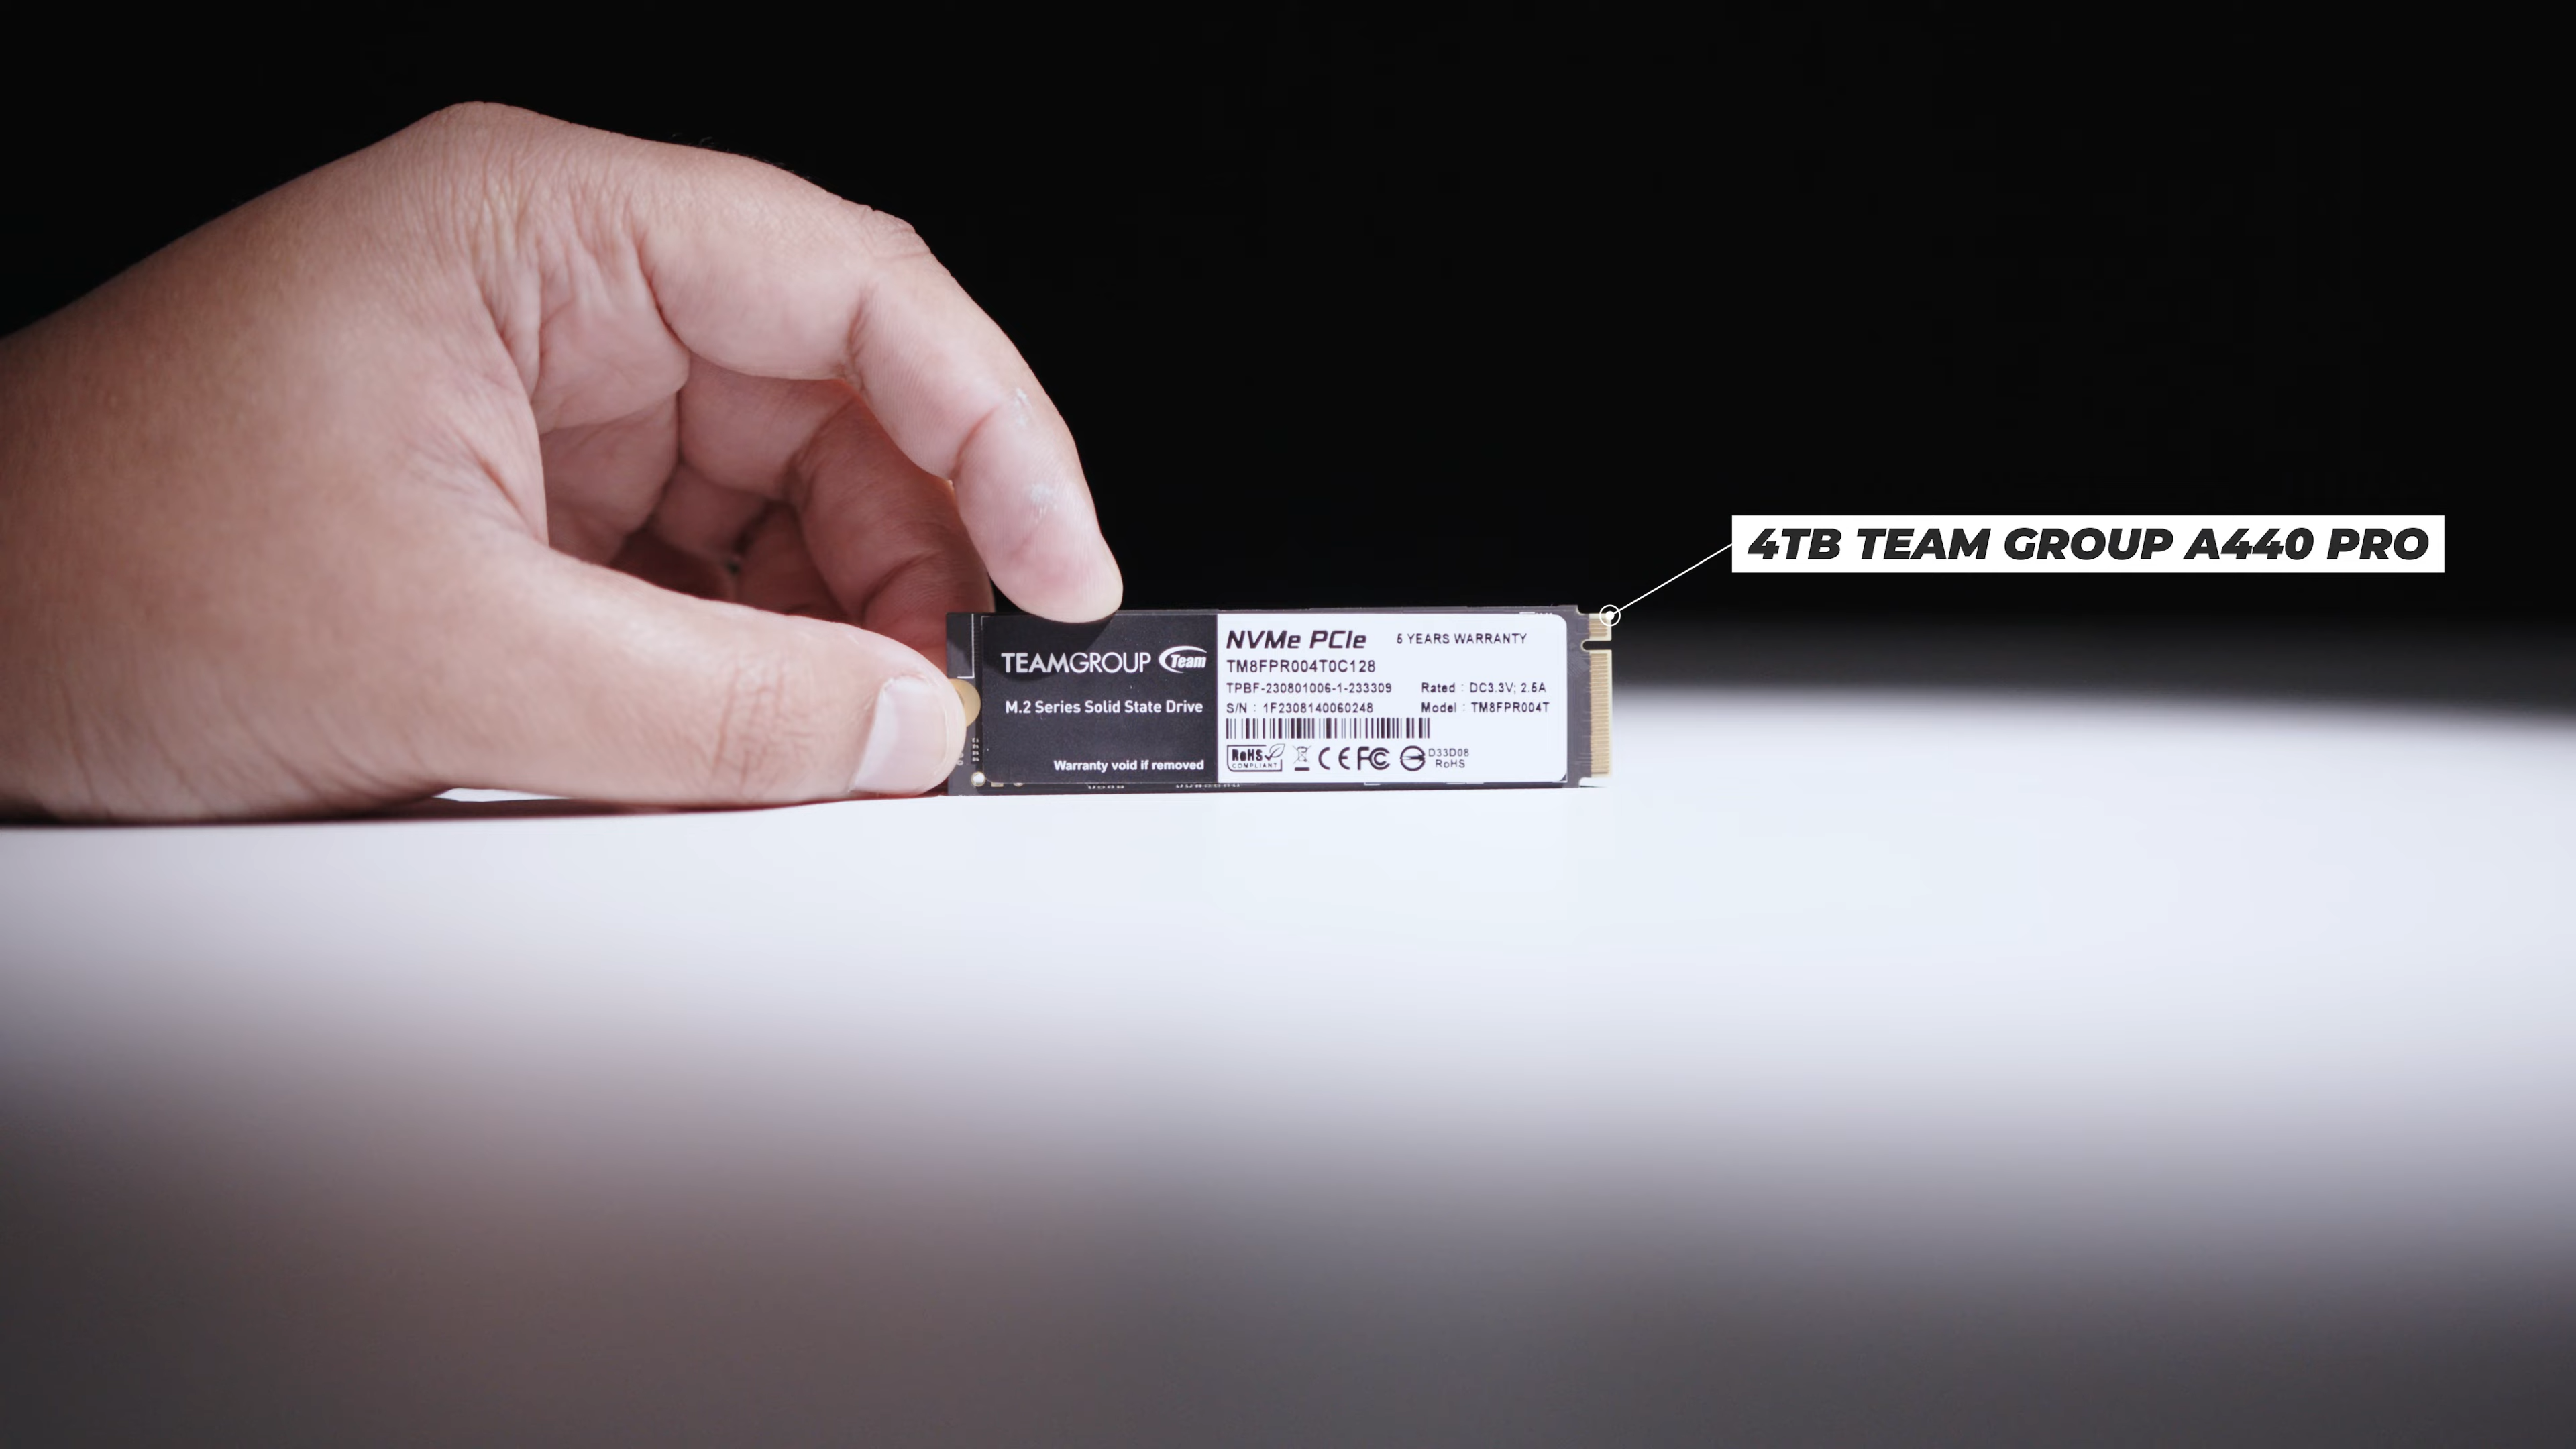 4TB TEAM GROUP A440 PRO
TEAMGROUP Team
M.2 Series Solid State Drive
Warranty void if removed
NVMe PCIe 5 YEARS WARRANTY
TM8FPR004T0C128
TPBF-230801006-1-233309 Rated : DC3.3V; 2.5A
S/N : 1F2308140060248 Model : TM8FPR004T
RoHS
COMPLIANT
CE FC
D33D08
RoHS